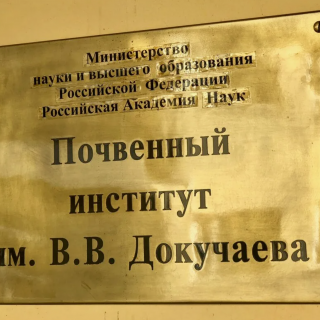 Министерство
науки и высшего образования
Российской Федерации
Российская Академия Наук
Почвенный
институт
им. В.В. Докучаева